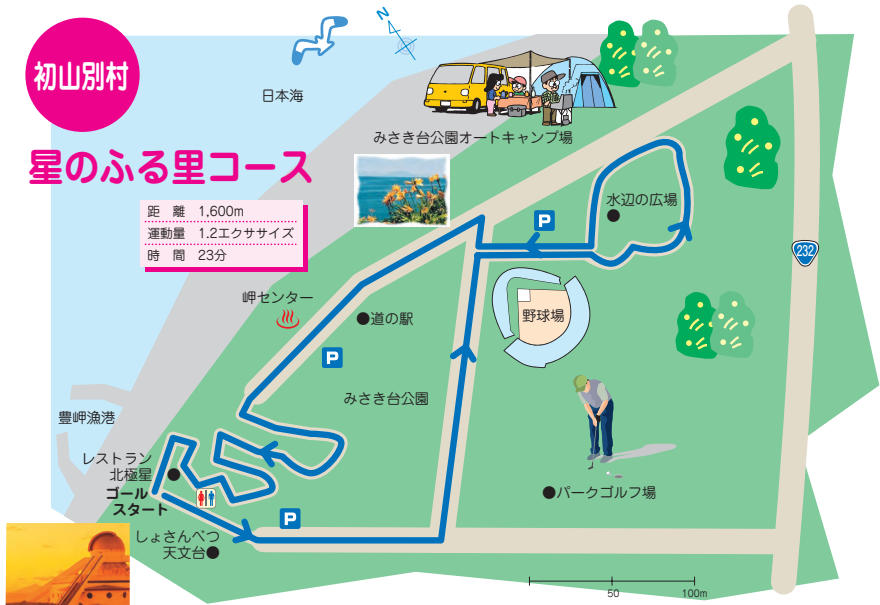 初山別村
星のふる里コース
距　離　1,600m
運動量　1.2エクササイズ
時　間　23分
N
日本海
みさき台公園オートキャンプ場
水辺の広場
P
232
岬センター
道の駅
野球場
P
みさき台公園
豊岬漁港
レストラン
北極星
ゴール
スタート
パークゴルフ場
P
しょさんべつ
天文台
50
100m